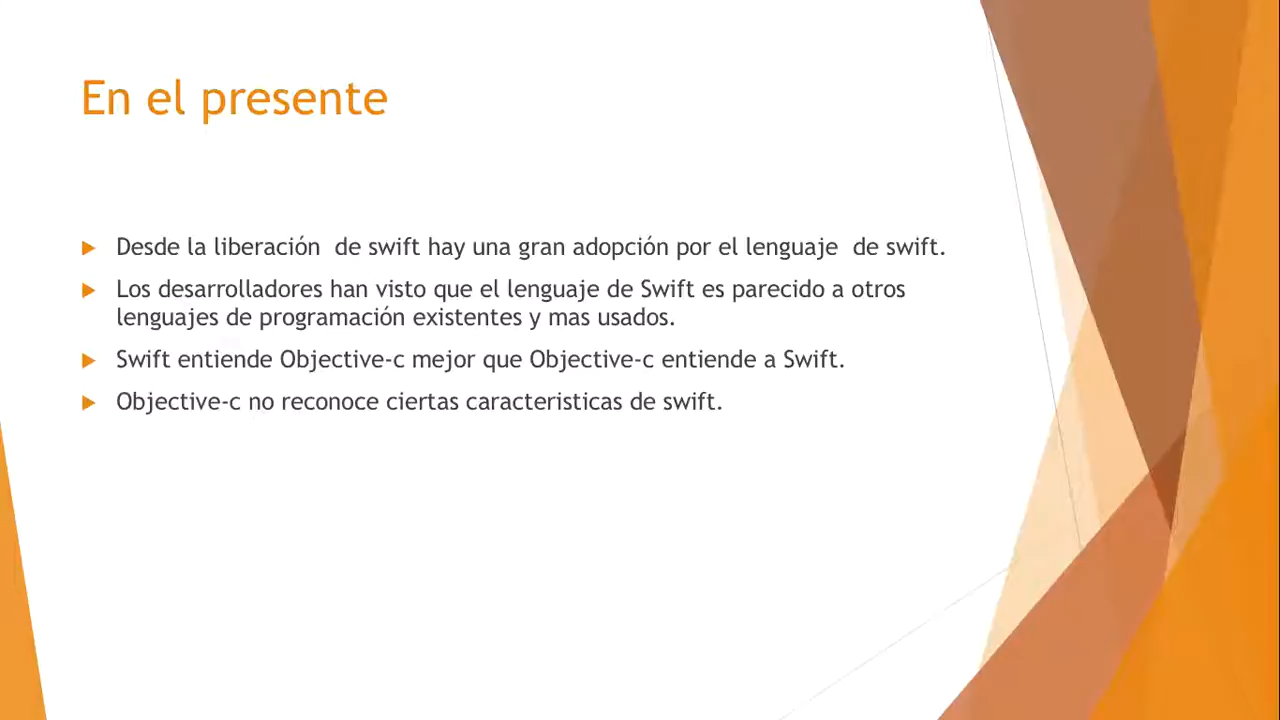 En el presente
Desde la liberación  de swift hay una gran adopción por el lenguaje  de swift.
Los desarrolladores han visto que el lenguaje de Swift es parecido a otros
lenguajes de programación existentes y mas usados.
Swift entiende Objective-c mejor que Objective-c entiende a Swift.
Objective-c no reconoce ciertas caracteristicas de swift.